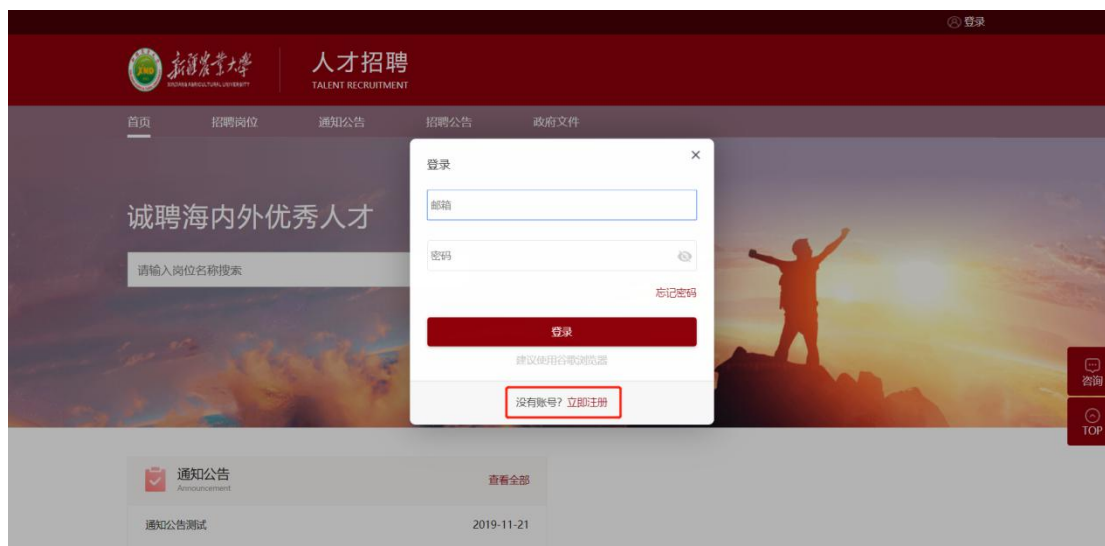 登录
新疆农业大学
XINJIANG AGRICULTURAL UNIVERSITY
人才招聘
TALENT RECRUITMENT
首页 招聘岗位 通知公告 招聘公告 政府文件
登录
邮箱
诚聘海内外优秀人才
密码
请输入岗位名称搜索
忘记密码
登录
建议使用谷歌浏览器
没有账号？立即注册
咨询
TOP
通知公告 查看全部
Announcement
通知公告测试 2019-11-21